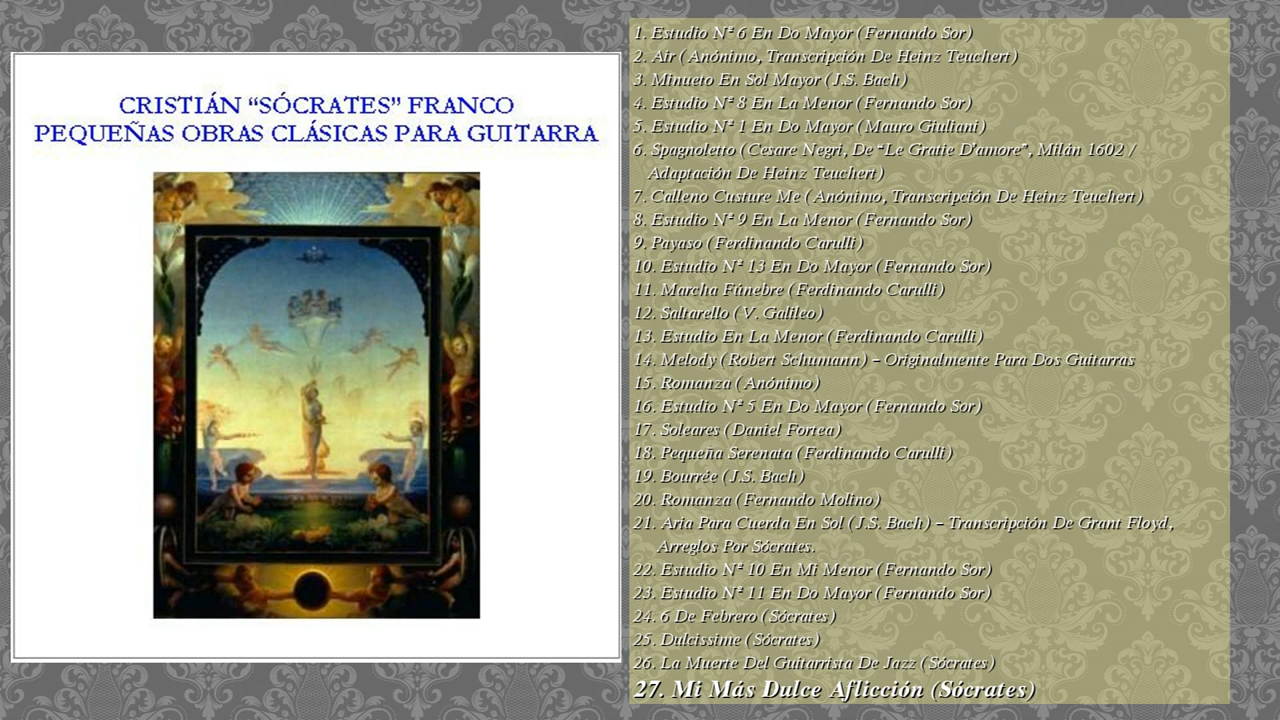 CRISTIÁN “SÓCRATES” FRANCO
PEQUEÑAS OBRAS CLÁSICAS PARA GUITARRA
1. Estudio Nº 6 En Do Mayor (Fernando Sor)
2. Air (Anónimo, Transcripción De Heinz Teuchert)
3. Minueto En Sol Mayor (J.S. Bach)
4. Estudio Nº 8 En La Menor (Fernando Sor)
5. Estudio Nº 1 En Do Mayor (Mauro Giuliani)
6. Spagnoletto (Cesare Negri, De “Le Gratie D’amore”, Milán 1602 /
Adaptación De Heinz Teuchert)
7. Calleno Custure Me (Anónimo, Transcripción De Heinz Teuchert)
8. Estudio Nº 9 En La Menor (Fernando Sor)
9. Payaso (Ferdinando Carulli)
10. Estudio Nº 13 En Do Mayor (Fernando Sor)
11. Marcha Fúnebre (Ferdinando Carulli)
12. Saltarello (V. Galileo)
13. Estudio En La Menor (Ferdinando Carulli)
14. Melody (Robert Schumann) – Originalmente Para Dos Guitarras
15. Romanza (Anónimo)
16. Estudio Nº 5 En Do Mayor (Fernando Sor)
17. Soleares (Daniel Fortea)
18. Pequeña Serenata (Ferdinando Carulli)
19. Bourrée (J.S. Bach)
20. Romanza (Fernando Molino)
21. Aria Para Cuerda En Sol (J.S. Bach) – Transcripción De Grant Floyd,
Arreglos Por Sócrates.
22. Estudio Nº 10 En Mi Menor (Fernando Sor)
23. Estudio Nº 11 En Do Mayor (Fernando Sor)
24. 6 De Febrero (Sócrates)
25. Dulcissime (Sócrates)
26. La Muerte Del Guitarrista De Jazz (Sócrates)
27. Mi Más Dulce Aflicción (Sócrates)